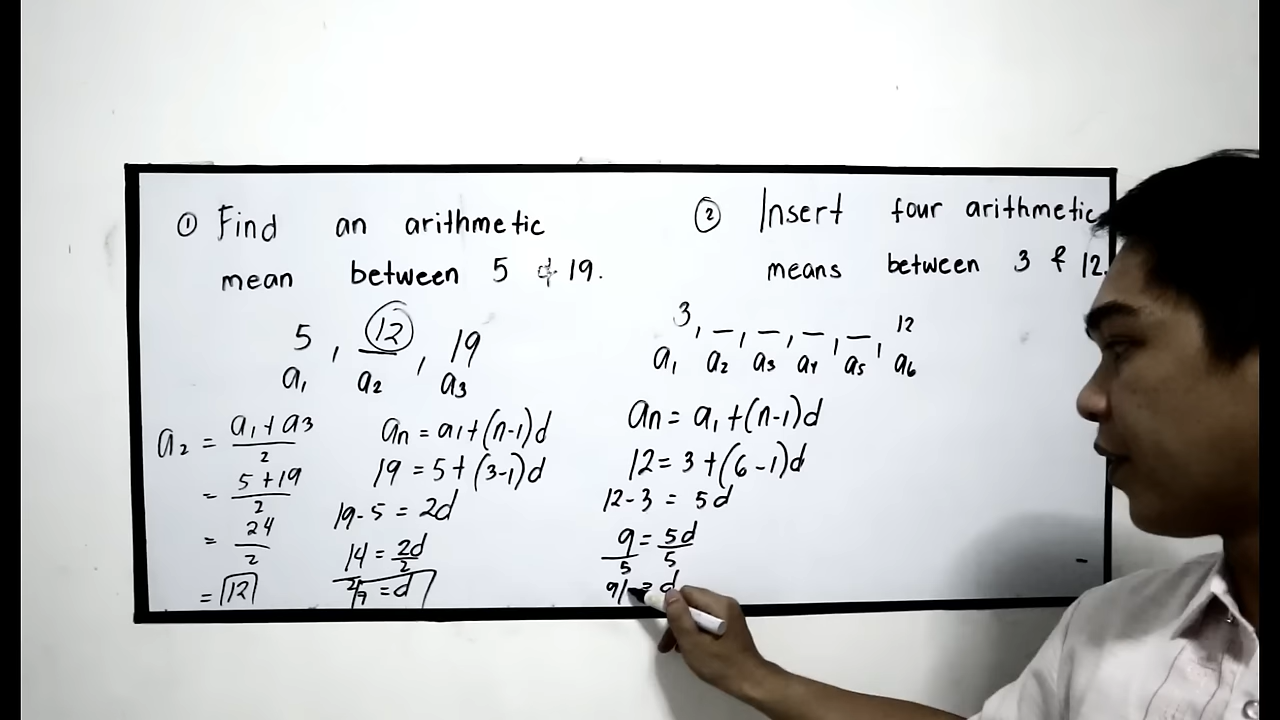 ① Find an arithmetic
mean between 5 & 19.
5 , 12 , 19
a₁ a₂ a₃
a₂ = a₁ + a₃ / 2
= 5 + 19 / 2
= 24 / 2
= 12
an = a₁ + (n-1)d
19 = 5 + (3-1)d
19 - 5 = 2d
14 = 2d / 2
= d
② Insert four arithmetic
means between 3 & 12.
3, _, _, _, _, 12
a₁ a₂ a₃ a₄ a₅ a₆
an = a₁ + (n-1)d
12 = 3 + (6-1)d
12 - 3 = 5d
9 / 5 = 5d / 5
9/ = d